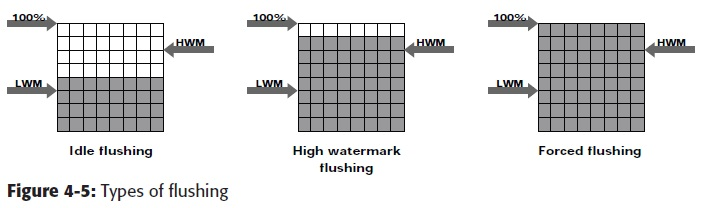 100%
HWM
LWM
Idle flushing
100%
HWM
LWM
High watermark
flushing
100%
HWM
LWM
Forced flushing
Figure 4-5: Types of flushing